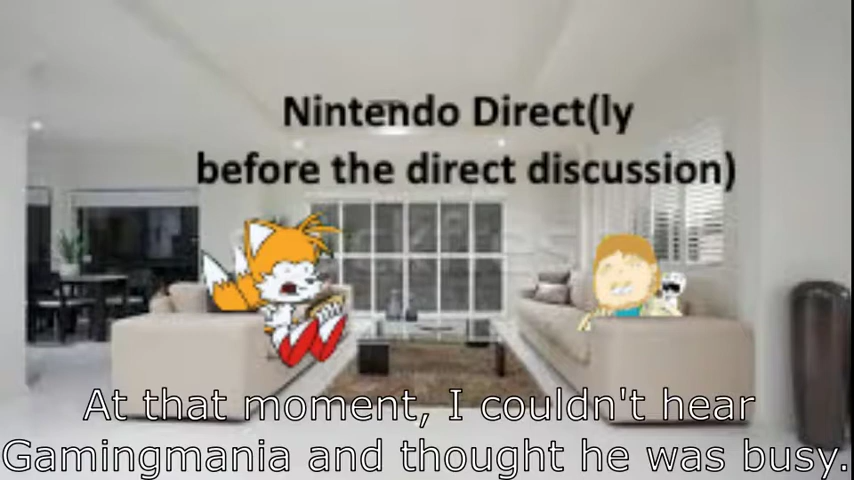 Nintendo Direct(ly
before the direct discussion)
At that moment, I couldn't hear
Gamingmania and thought he was busy.